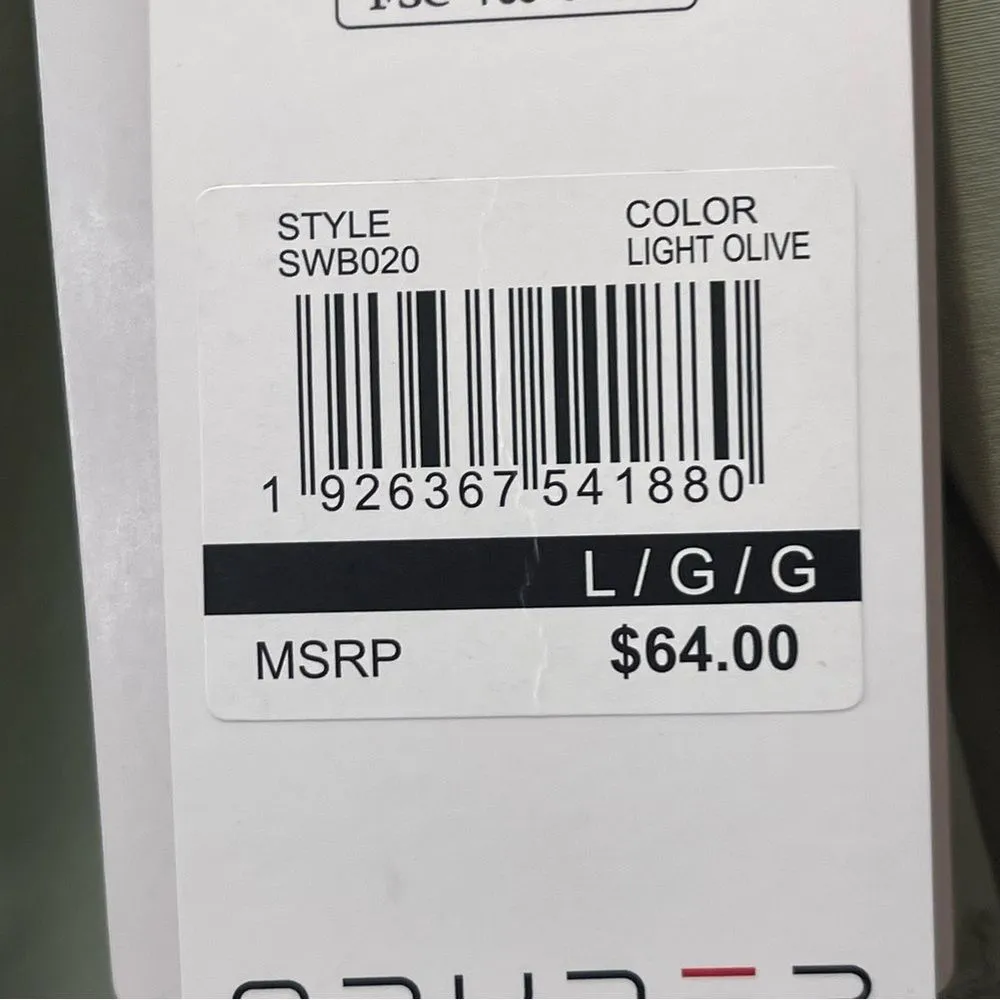 STYLE
SWB020
COLOR
LIGHT OLIVE
1 926367 541880
L / G / G
MSRP $64.00